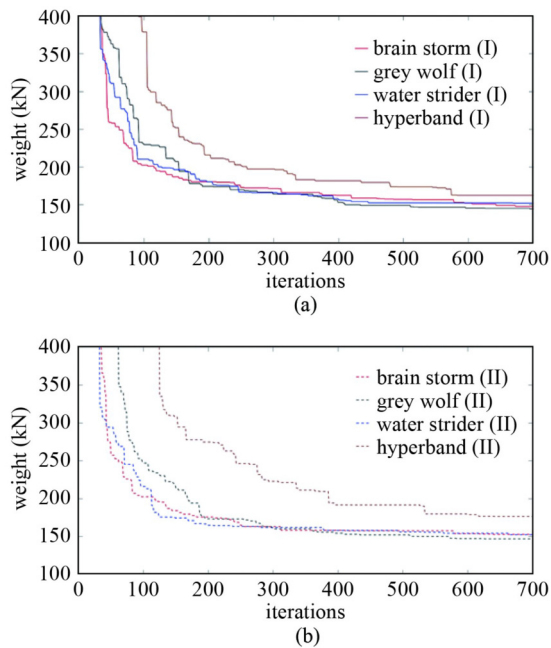 400
350
300
250
200
150
100
weight (kN)
brain storm (I)
grey wolf (I)
water strider (I)
hyperband (I)
0 100 200 300 400 500 600 700
iterations
(a)
400
350
300
250
200
150
100
weight (kN)
brain storm (II)
grey wolf (II)
water strider (II)
hyperband (II)
0 100 200 300 400 500 600 700
iterations
(b)